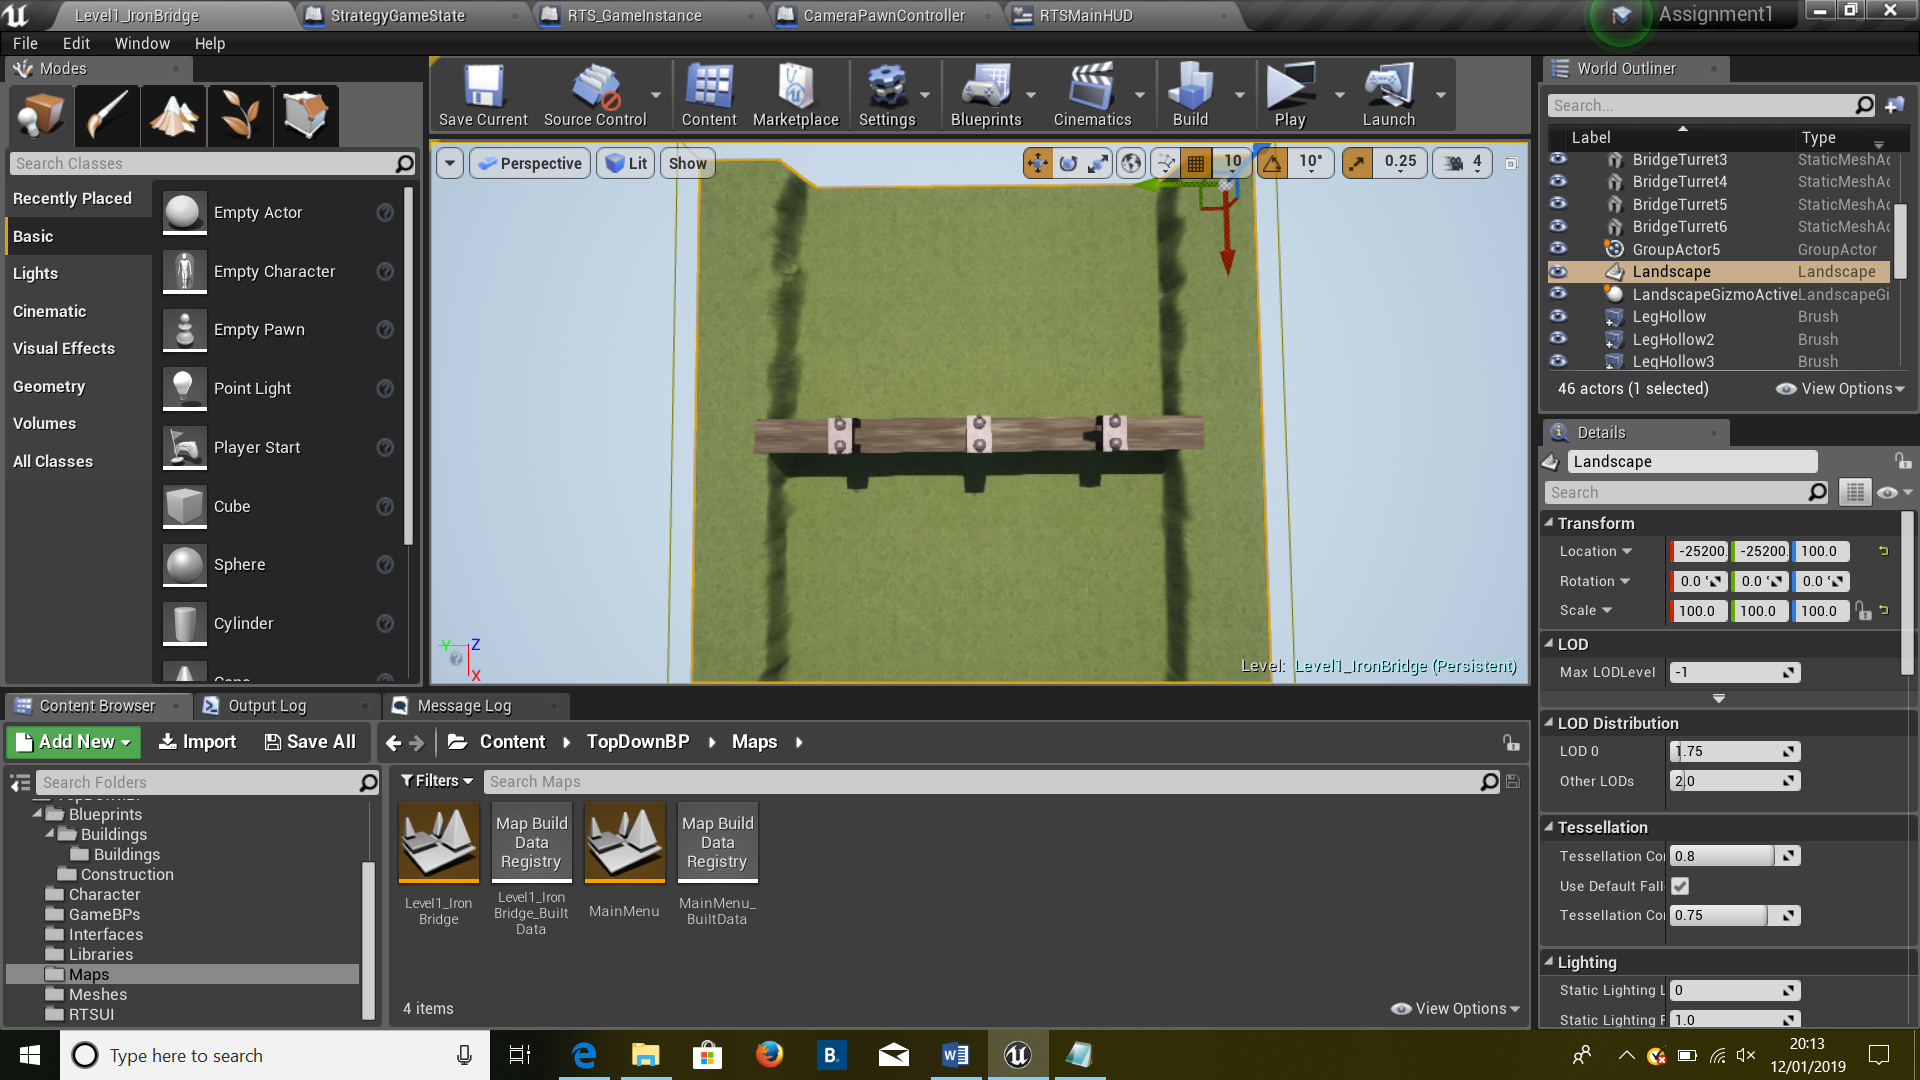 Level1_IronBridge
StrategyGameState
RTS_GameInstance
CameraPawnController
RTSMainHUD
Assignment1
File Edit Window Help
Modes
Search Classes
Recently Placed
Basic
Lights
Cinematic
Visual Effects
Geometry
Volumes
All Classes
Empty Actor
Empty Character
Empty Pawn
Point Light
Player Start
Cube
Sphere
Cylinder
Save Current
Source Control
Content
Marketplace
Settings
Blueprints
Cinematics
Build
Play
Launch
Perspective
Lit
Show
10
10°
0.25
4
Y Z
X
Level: Level1_IronBridge (Persistent)
World Outliner
Search...
Label Type
BridgeTurret3 StaticMeshAc
BridgeTurret4 StaticMeshAc
BridgeTurret5 StaticMeshAc
BridgeTurret6 StaticMeshAc
GroupActor5 GroupActor
Landscape Landscape
LandscapeGizmoActive LandscapeGi
LegHollow Brush
LegHollow2 Brush
LegHollow3 Brush
46 actors (1 selected) View Options
Details
Landscape
Search
Transform
Location -25200. -25200. 100.0
Rotation 0.0 ° 0.0 ° 0.0 °
Scale 100.0 100.0 100.0
LOD
Max LODLevel -1
LOD Distribution
LOD 0 1.75
Other LODs 2.0
Tessellation
Tessellation Co 0.8
Use Default Fall
Tessellation Co 0.75
Lighting
Static Lighting L 0
Static Lighting F 1.0
Content Browser
Output Log
Message Log
Add New Import Save All
Content TopDownBP Maps
Search Folders
Filters
Search Maps
Blueprints
Buildings
Buildings
Construction
Character
GameBPs
Interfaces
Libraries
Maps
Meshes
RTSUI
Map Build
Data
Registry
Map Build
Data
Registry
Level1_Iron
Bridge
Level1_Iron
Bridge_Built
Data
MainMenu
MainMenu_
BuiltData
4 items
View Options
Type here to search
B.
20:13
12/01/2019